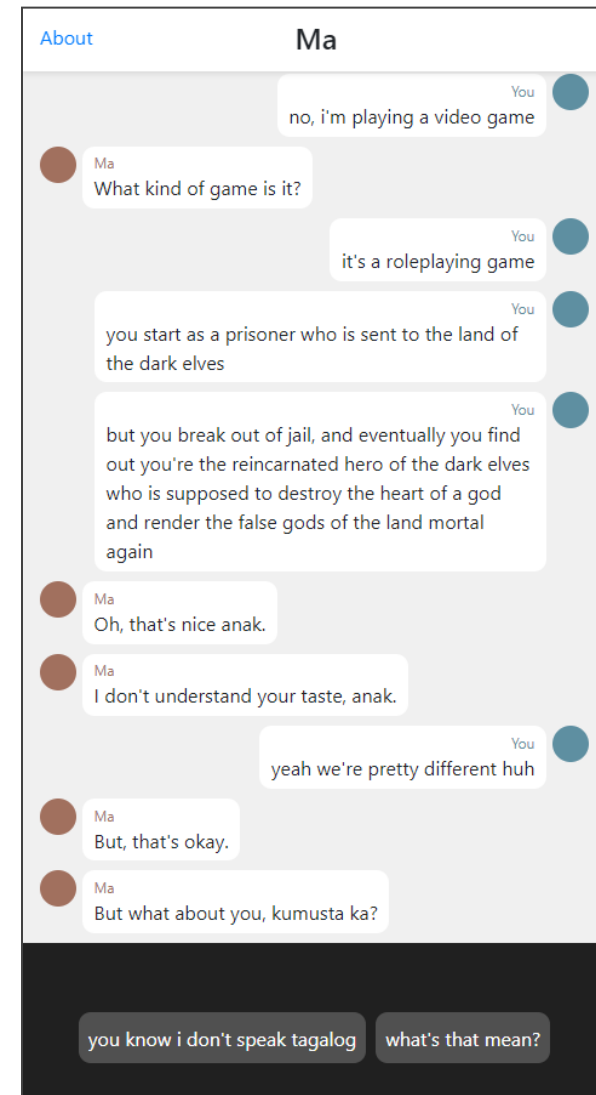 About
Ma
You
no, i'm playing a video game
Ma
What kind of game is it?
You
it's a roleplaying game
You
you start as a prisoner who is sent to the land of
the dark elves
You
but you break out of jail, and eventually you find
out you're the reincarnated hero of the dark elves
who is supposed to destroy the heart of a god
and render the false gods of the land mortal
again
Ma
Oh, that's nice anak.
Ma
I don't understand your taste, anak.
You
yeah we're pretty different huh
Ma
But, that's okay.
Ma
But what about you, kumusta ka?
you know i don't speak tagalog
what's that mean?